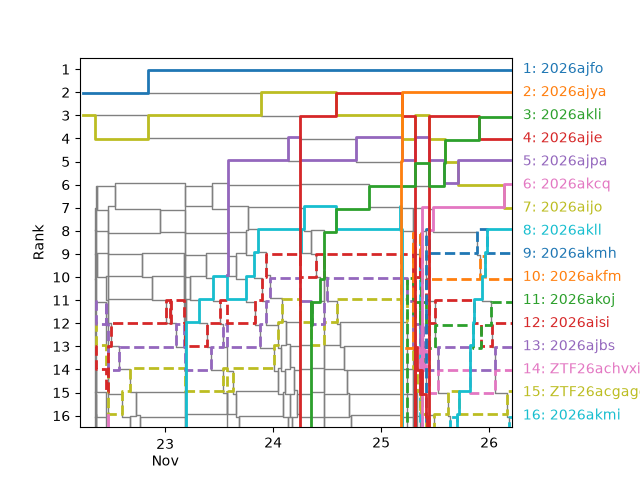 1
2
3
4
5
6
7
8
9
10
11
12
13
14
15
16
Rank
23
24
25
26
Nov
1: 2026ajfo
2: 2026ajya
3: 2026akli
4: 2026ajie
5: 2026ajpa
6: 2026akcq
7: 2026aijo
8: 2026akll
9: 2026akmh
10: 2026akfm
11: 2026akoj
12: 2026aisi
13: 2026ajbs
14: ZTF26achvxi
15: ZTF26acgag
16: 2026akmi